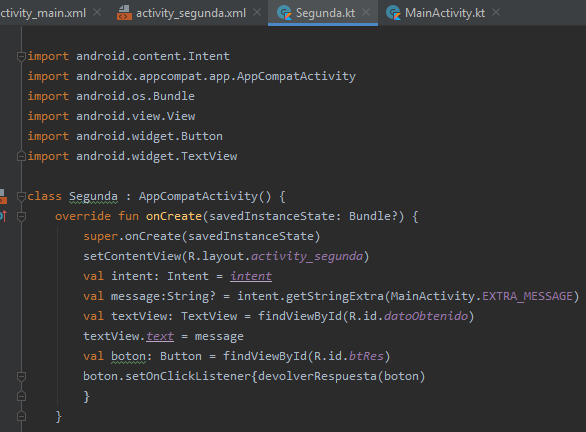 ctivity_main.xml activity_segunda.xml Segunda.kt MainActivity.kt
import android.content.Intent
import androidx.appcompat.app.AppCompatActivity
import android.os.Bundle
import android.view.View
import android.widget.Button
import android.widget.TextView
class Segunda : AppCompatActivity() {
override fun onCreate(savedInstanceState: Bundle?) {
super.onCreate(savedInstanceState)
setContentView(R.layout.activity_segunda)
val intent: Intent = intent
val message:String? = intent.getStringExtra(MainActivity.EXTRA_MESSAGE)
val textView: TextView = findViewById(R.id.datoObtenido)
textView.text = message
val boton: Button = findViewById(R.id.btRes)
boton.setOnClickListener{devolverRespuesta(boton)
}
}